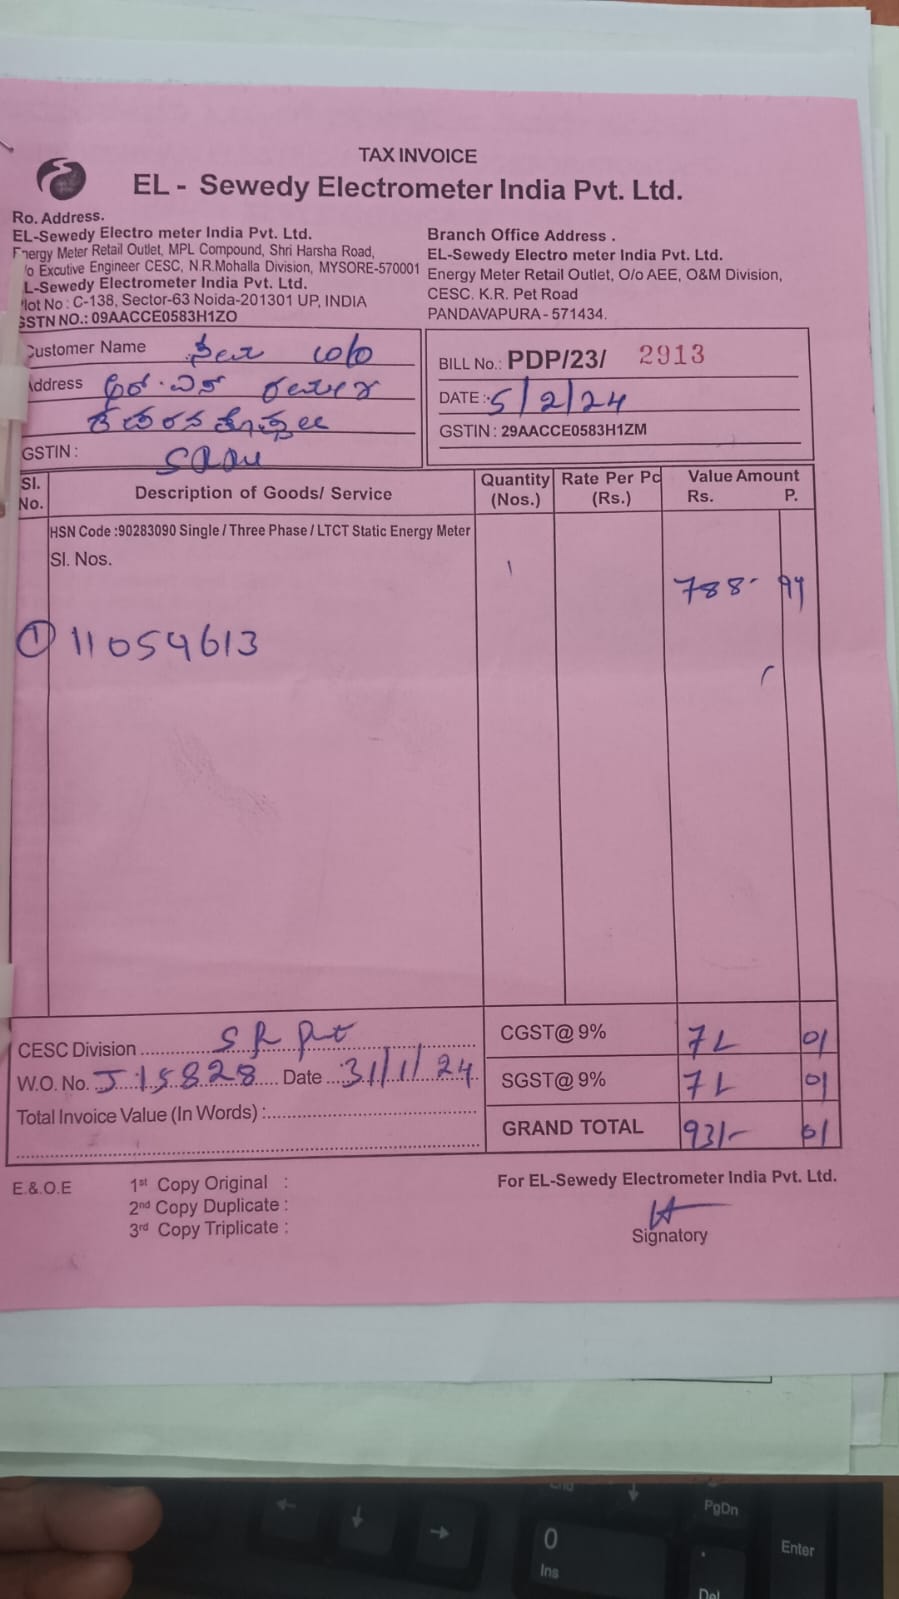 TAX INVOICE
EL - Sewedy Electrometer India Pvt. Ltd.
Ro. Address.
EL-Sewedy Electro meter India Pvt. Ltd.
Energy Meter Retail Outlet, MPL Compound, Shri Harsha Road,
/o Excutive Engineer CESC, N.R.Mohalla Division, MYSORE-570001
EL-Sewedy Electrometer India Pvt. Ltd.
Plot No : C-138, Sector-63 Noida-201301 UP, INDIA
GSTN NO.: 09AACCE0583H1ZO
Branch Office Address .
EL-Sewedy Electro meter India Pvt. Ltd.
Energy Meter Retail Outlet, O/o AEE, O&M Division,
CESC. K.R. Pet Road
PANDAVAPURA - 571434.
Customer Name
Address
GSTIN :
BILL No.: PDP/23/ 2913
DATE : 5/2/24
GSTIN : 29AACCE0583H1ZM
Sl. No. Description of Goods/ Service Quantity (Nos.) Rate Per Pc (Rs.) Value Amount Rs. P.
HSN Code :90283090 Single / Three Phase / LTCT Static Energy Meter
Sl. Nos.
1 788- 99
① 11054613
CESC Division
W.O. No. J15828 Date 31/1/24
Total Invoice Value (In Words) :
CGST@ 9% 71 01
SGST@ 9% 71 01
GRAND TOTAL 931- 01
E.&.O.E
1st Copy Original :
2nd Copy Duplicate :
3rd Copy Triplicate :
For EL-Sewedy Electrometer India Pvt. Ltd.
Signatory
PgDn
0
Ins
Enter